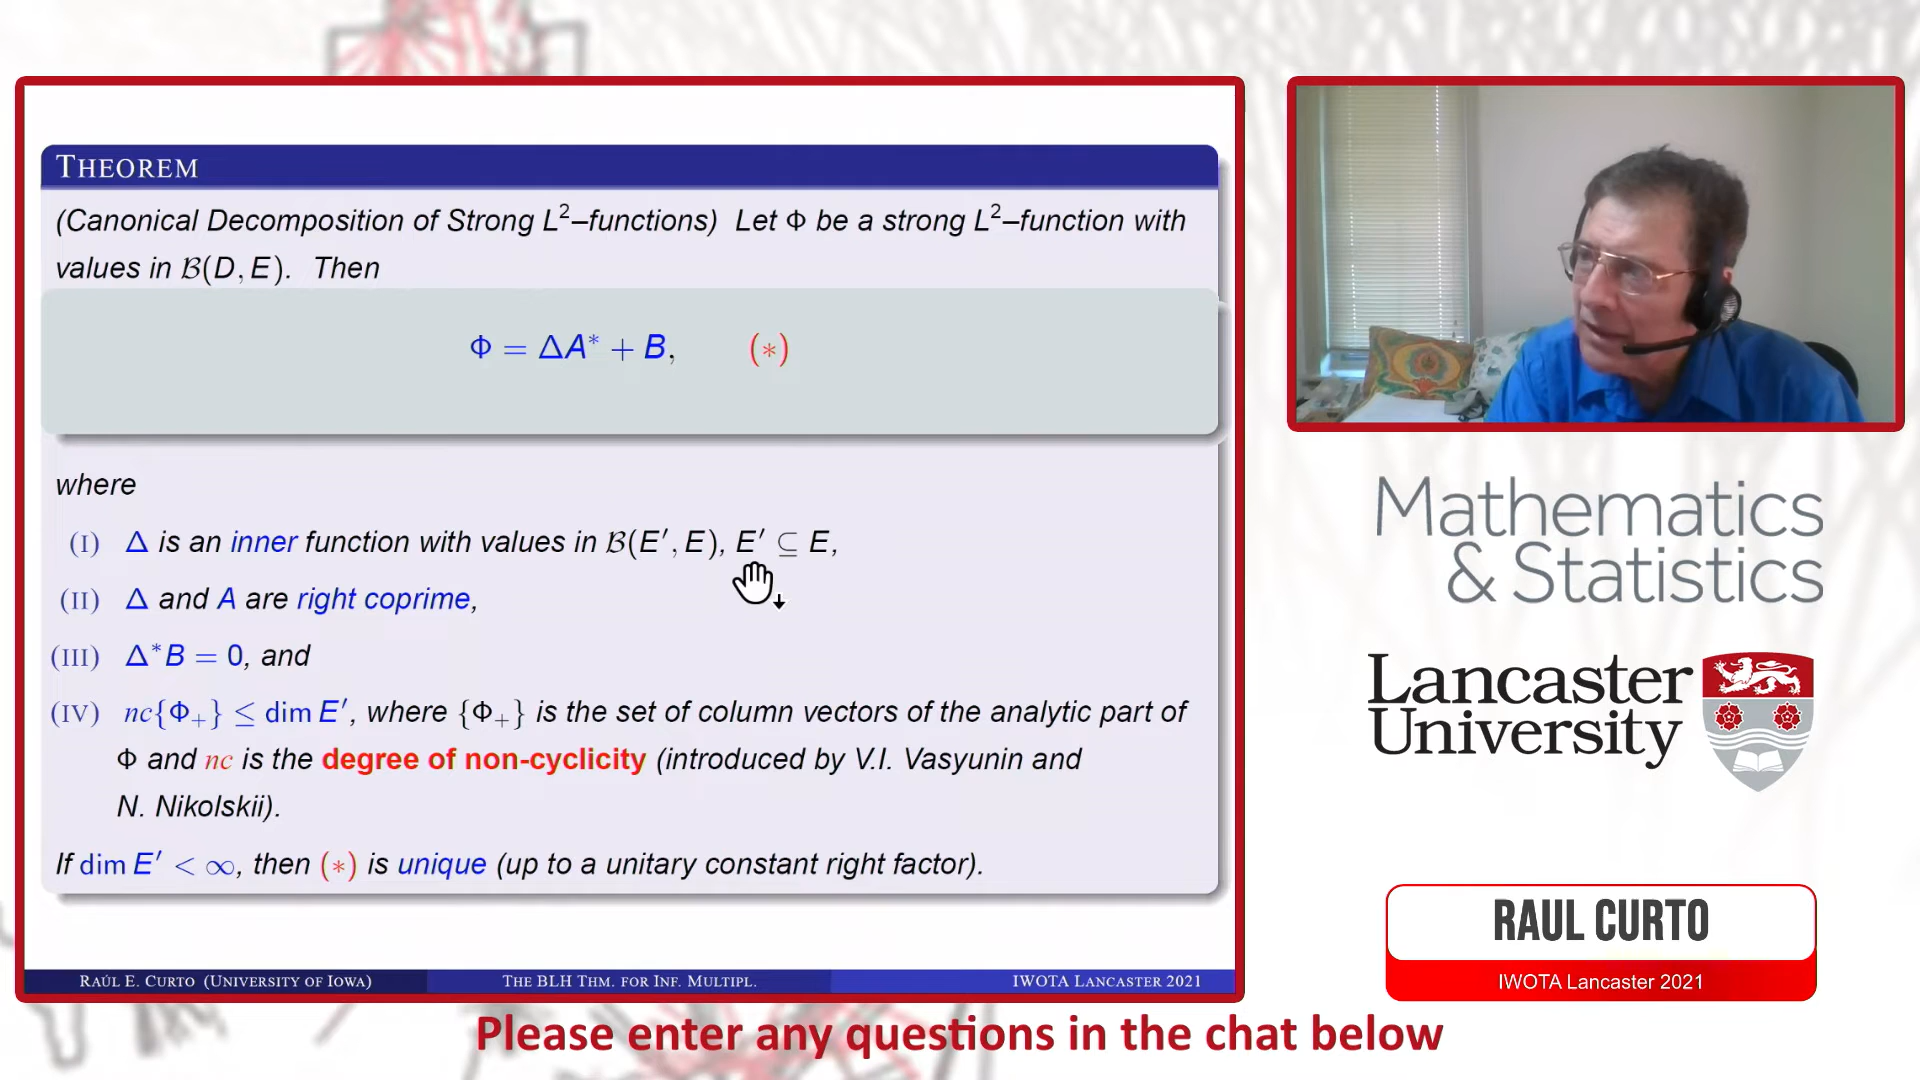 THEOREM
(Canonical Decomposition of Strong L²–functions) Let Φ be a strong L²–function with
values in ℬ(D, E). Then
Φ = ΔA* + B, (*)
where
(I) Δ is an inner function with values in ℬ(E′, E), E′ ⊆ E,
(II) Δ and A are right coprime,
(III) Δ*B = 0, and
(IV) nc{Φ₊} ≤ dim E′, where {Φ₊} is the set of column vectors of the analytic part of
Φ and nc is the degree of non-cyclicity (introduced by V.I. Vasyunin and
N. Nikolskii).
If dim E′ < ∞, then (*) is unique (up to a unitary constant right factor).
RAÚL E. CURTO (UNIVERSITY OF IOWA) THE BLH THM. FOR INF. MULTIPL. IWOTA LANCASTER 2021
Mathematics
& Statistics
Lancaster
University
RAUL CURTO
IWOTA Lancaster 2021
Please enter any questions in the chat below